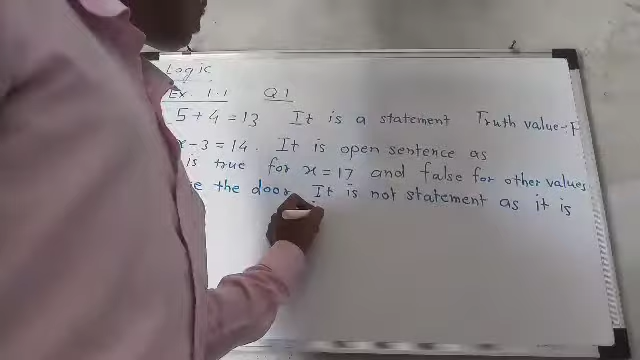 Logic
Ex. 1.1 Q1
5 + 4 = 13 It is a statement Truth value - F
x - 3 = 14. It is open sentence as
is true for x = 17 and false for other values
the door. It is not statement as it is